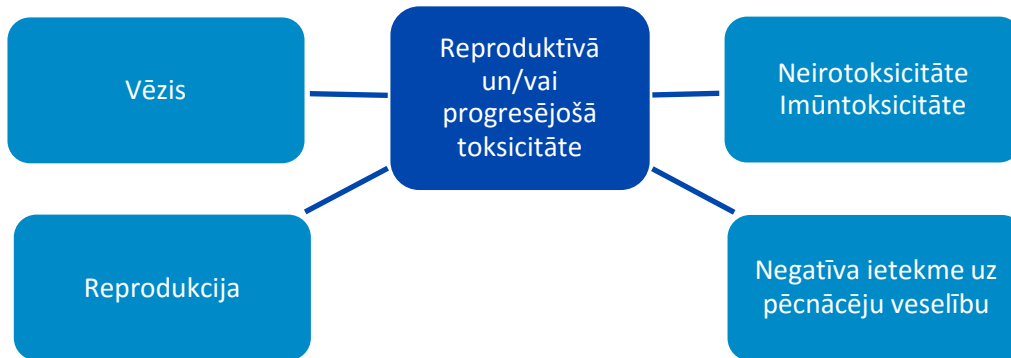 Vēzis
Reproduktīvā
un/vai
progresējošā
toksicitāte
Neirotoksicitāte
Imūntoksicitāte
Reprodukcija
Negatīva ietekme uz
pēcnācēju veselību